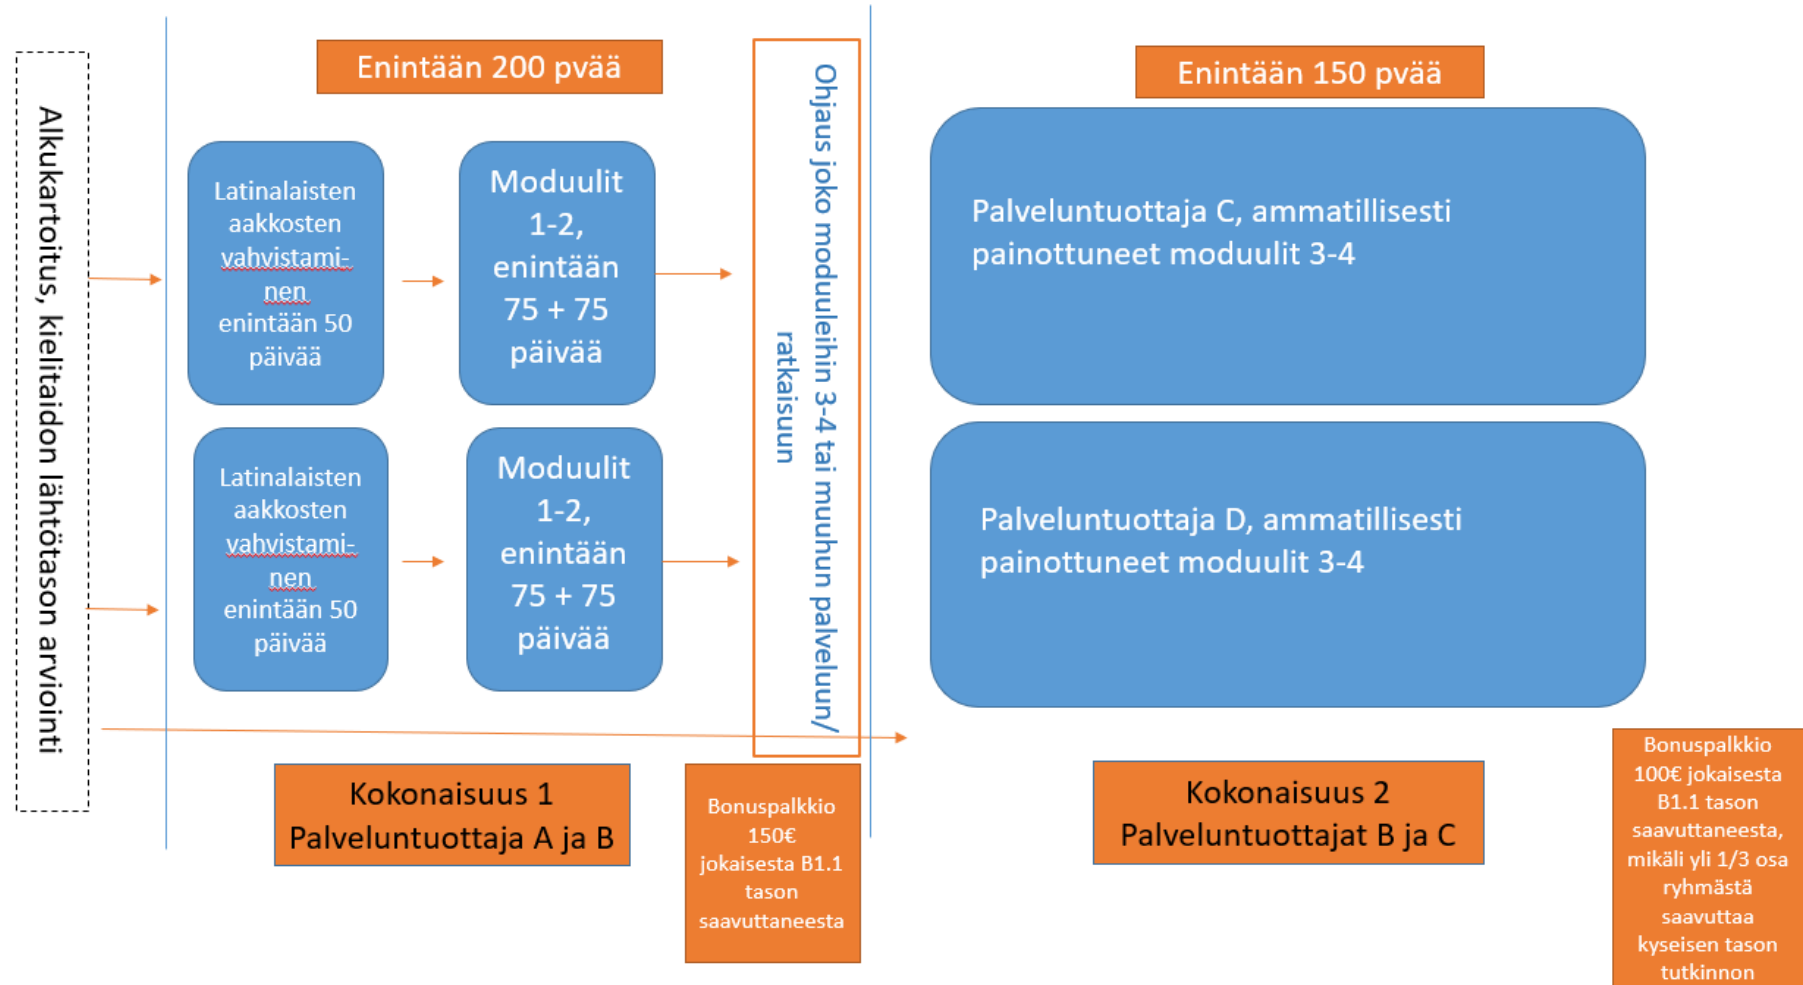 Alkukartoitus, kielitaidon lähtötason arviointi
Enintään 200 pvää
Latinalaisten
aakkosten
vahvistami-
nen
enintään 50
päivää
Moduulit
1-2,
enintään
75 + 75
päivää
Latinalaisten
aakkosten
vahvistami-
nen
enintään 50
päivää
Moduulit
1-2,
enintään
75 + 75
päivää
Ohjaus joko moduuleihin 3-4 tai muuhun palveluun/
ratkaisuun
Kokonaisuus 1
Palveluntuottaja A ja B
Bonuspalkkio
150€
jokaisesta B1.1
tason
saavuttaneesta
Enintään 150 pvää
Palveluntuottaja C, ammatillisesti
painottuneet moduulit 3-4
Palveluntuottaja D, ammatillisesti
painottuneet moduulit 3-4
Kokonaisuus 2
Palveluntuottajat B ja C
Bonuspalkkio
100€ jokaisesta
B1.1 tason
saavuttaneesta,
mikäli yli 1/3 osa
ryhmästä
saavuttaa
kyseisen tason
tutkinnon